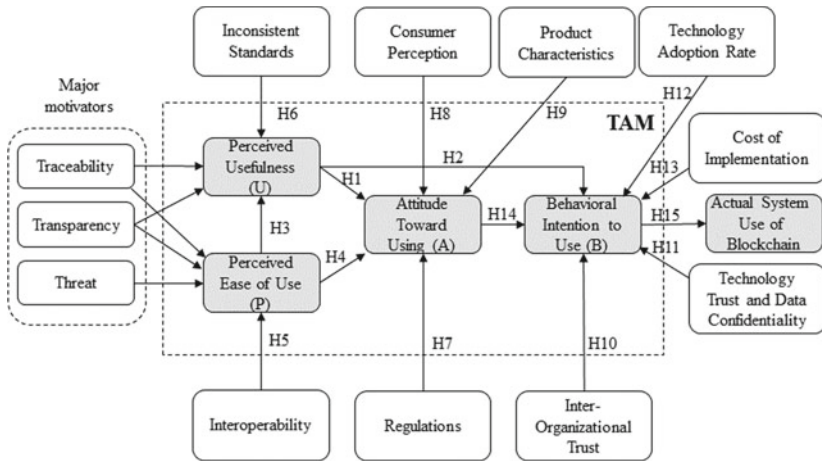 Inconsistent
Standards
Consumer
Perception
Product
Characteristics
Technology
Adoption Rate
Major
motivators
H6
H8
H9
H12
TAM
Traceability
Transparency
Threat
Perceived
Usefulness
(U)
H2
H1
H3
H4
Perceived
Ease of Use
(P)
Attitude
Toward
Using (A)
H14
Behavioral
Intention to
Use (B)
H13
Cost of
Implementation
H15
Actual System
Use of
Blockchain
H11
Technology
Trust and Data
Confidentiality
H5
H7
H10
Interoperability
Regulations
Inter-
Organizational
Trust